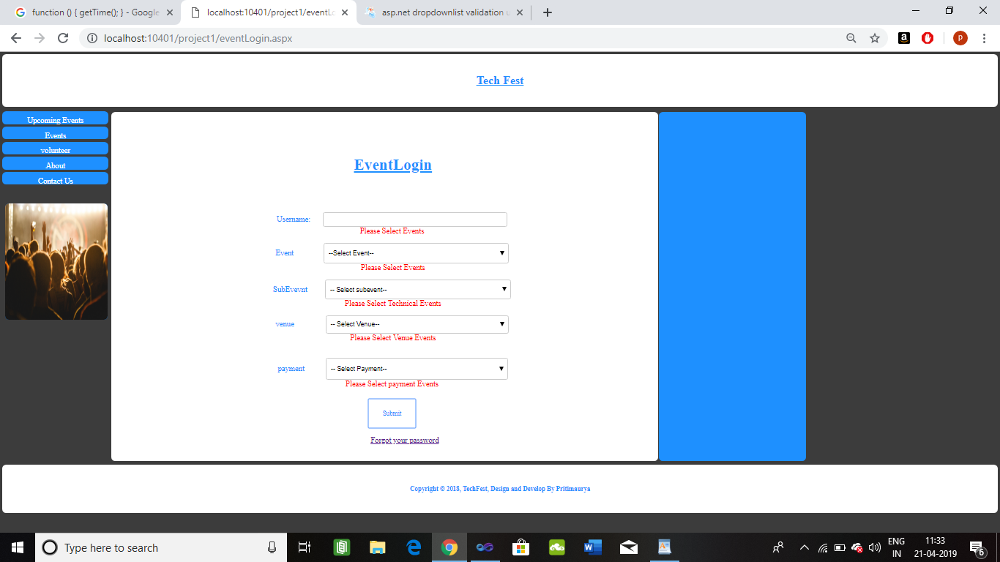 function () { getTime(); } - Google
localhost:10401/project1/eventLo
asp.net dropdownlist validation u
localhost:10401/project1/eventLogin.aspx
a
p
Tech Fest
Upcoming Events
Events
volunteer
About
Contact Us
EventLogin
Username:
Please Select Events
Event
--Select Event--
Please Select Events
SubEvevnt
-- Select subevent--
Please Select Technical Events
venue
-- Select Venue--
Please Select Venue Events
payment
-- Select Payment--
Please Select payment Events
Submit
Forgot your password
Copyright © 2018, TechFest, Design and Develop By Pritimaurya
Type here to search
ENG
IN
11:33
21-04-2019
6